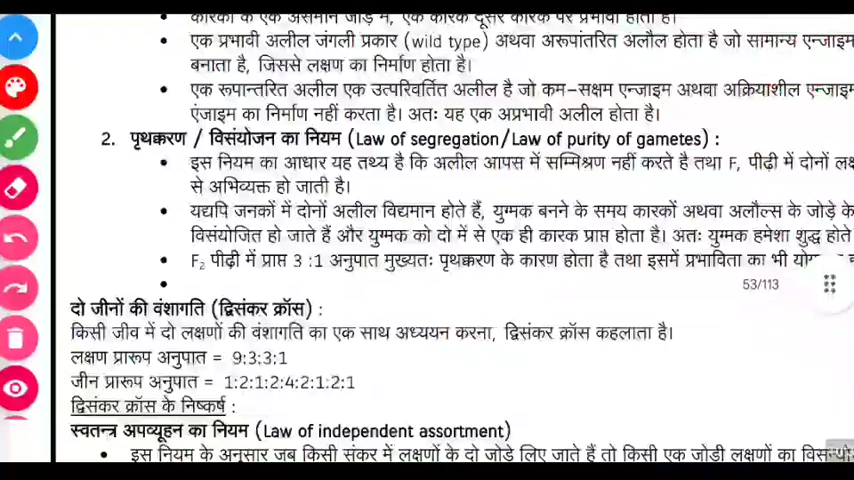 कारकों के एक असमान जोड़े में, एक कारक दूसरे कारक पर प्रभावी होता है।
• एक प्रभावी अलील जंगली प्रकार (wild type) अथवा अरूपांतरित अलील होता है जो सामान्य एन्जाइम
बनाता है, जिससे लक्षण का निर्माण होता है।
• एक रूपान्तरित अलील एक उत्परिवर्तित अलील है जो कम-सक्षम एन्जाइम अथवा अक्रियाशील एन्जाइम
एंजाइम का निर्माण नहीं करता है। अतः यह एक अप्रभावी अलील होता है।
2. पृथक्करण / विसंयोजन का नियम (Law of segregation/Law of purity of gametes) :
• इस नियम का आधार यह तथ्य है कि अलील आपस में सम्मिश्रण नहीं करते है तथा F, पीढ़ी में दोनों
से अभिव्यक्त हो जाती है।
• यद्यपि जनकों में दोनों अलील विद्यमान होते हैं, युग्मक बनने के समय कारकों अथवा अलील्स के जोड़े के
विसंयोजित हो जाते हैं और युग्मक को दो में से एक ही कारक प्राप्त होता है। अतः युग्मक हमेशा शुद्ध होते
• F₂ पीढ़ी में प्राप्त 3 :1 अनुपात मुख्यतः पृथक्करण के कारण होता है तथा इसमें प्रभाविता का भी
•
53/113
दो जीनों की वंशागति (द्विसंकर क्रॉस) :
किसी जीव में दो लक्षणों की वंशागति का एक साथ अध्ययन करना, द्विसंकर क्रॉस कहलाता है।
लक्षण प्रारूप अनुपात = 9:3:3:1
जीन प्रारूप अनुपात = 1:2:1:2:4:2:1:2:1
द्विसंकर क्रॉस के निष्कर्ष :
स्वतन्त्र अपव्यूहन का नियम (Law of independent assortment)
• इस नियम के अनुसार जब किसी संकर में लक्षणों के दो जोड़े लिए जाते हैं तो किसी एक जोड़ी लक्षणों का